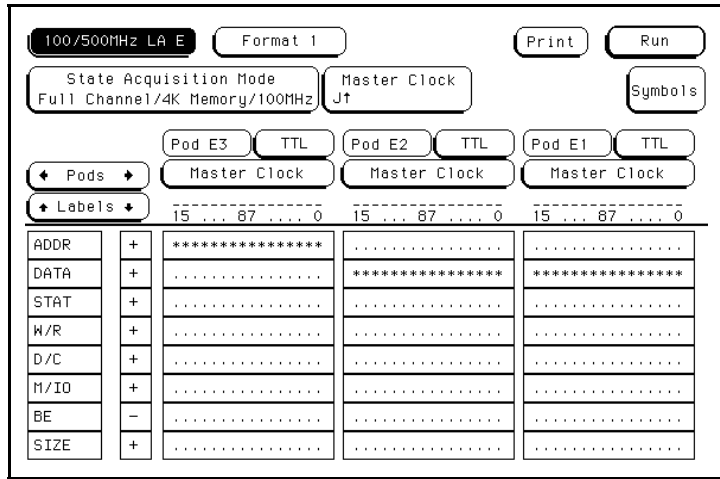 100/500MHz LA E Format 1 Print Run
State Acquisition Mode
Full Channel/4K Memory/100MHz
Master Clock
J↑
Symbols
Pod E3 TTL Pod E2 TTL Pod E1 TTL
← Pods → Master Clock Master Clock Master Clock
↑ Labels ↓ 15 ... 87 .... 0 15 ... 87 .... 0 15 ... 87 .... 0
ADDR + **************** ................ ................
DATA + ................ **************** ****************
STAT + ................ ................ ................
W/R + ................ ................ ................
D/C + ................ ................ ................
M/IO + ................ ................ ................
BE - ................ ................ ................
SIZE + ................ ................ ................